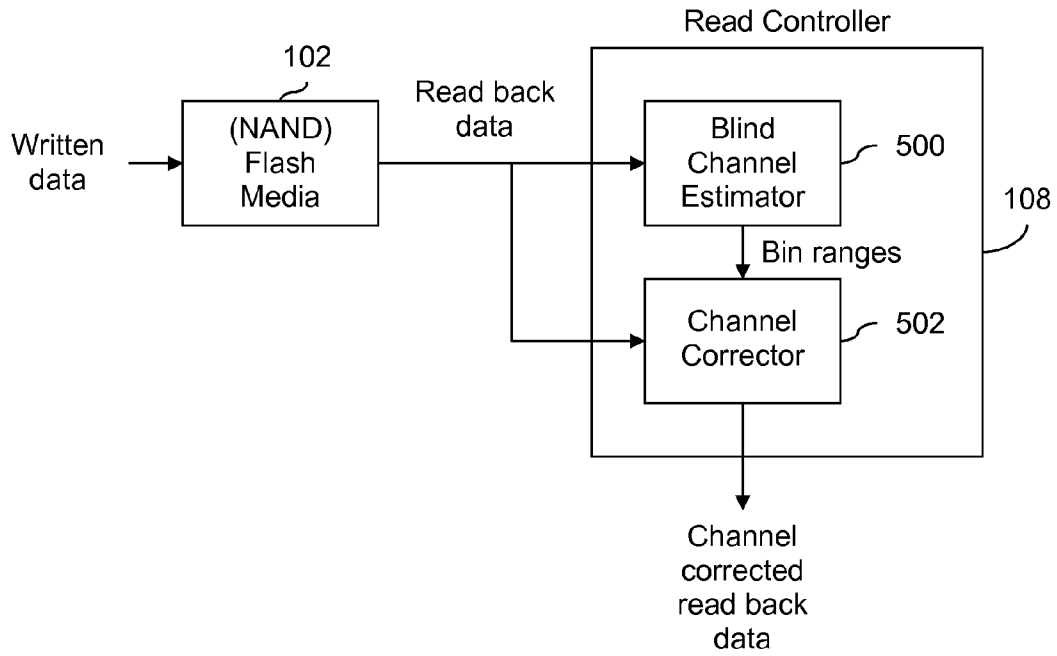 Read Controller
102
Written
data
(NAND)
Flash
Media
Read back
data
Blind
Channel
Estimator
500
108
Bin ranges
Channel
Corrector
502
Channel
corrected
read back
data